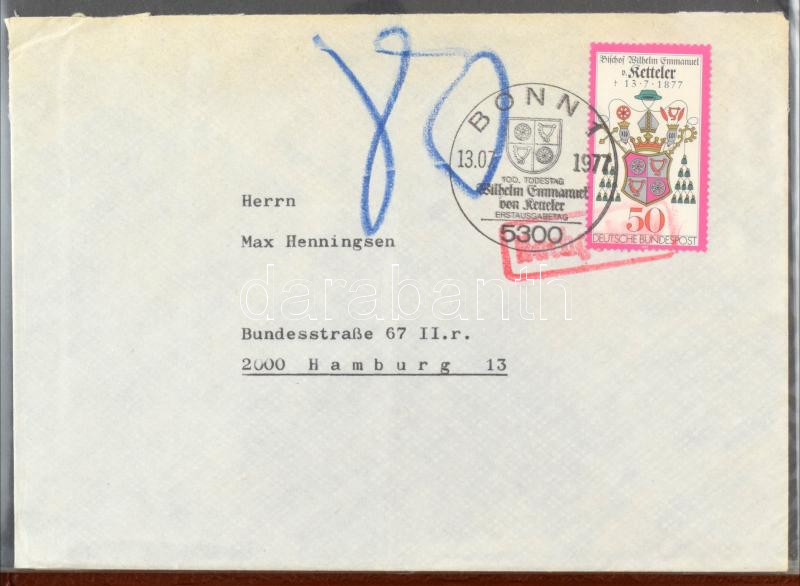 80
Bischof Wilhelm Emmanuel
v. Ketteler
† 13·7·1877
50
DEUTSCHE BUNDESPOST
BONN 1
13.07. 1977
100. TODESTAG
Wilhelm Emmanuel
von Ketteler
ERSTAUSGABETAG
5300
Herrn
Max Henningsen
darabanth
Bundesstraße 67 II.r.
2000 Hamburg 13